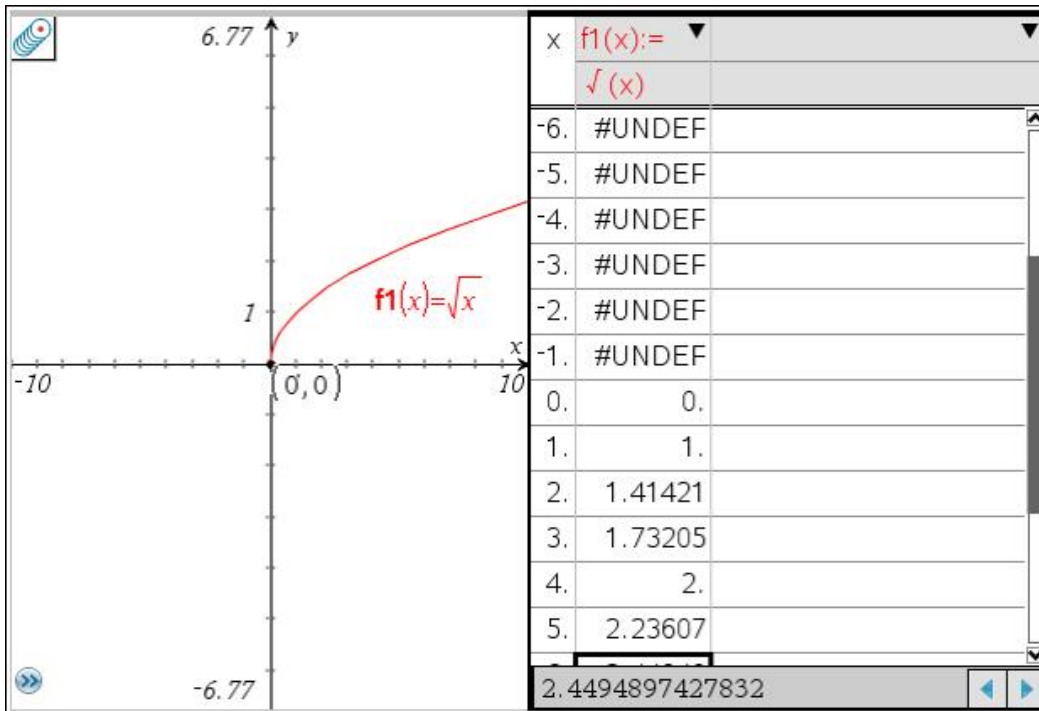 6.77 y
1
f1(x)=√x
x
-10
(0,0)
10
-6.77
x f1(x):=
√(x)
-6. #UNDEF
-5. #UNDEF
-4. #UNDEF
-3. #UNDEF
-2. #UNDEF
-1. #UNDEF
0. 0.
1. 1.
2. 1.41421
3. 1.73205
4. 2.
5. 2.23607
2.4494897427832